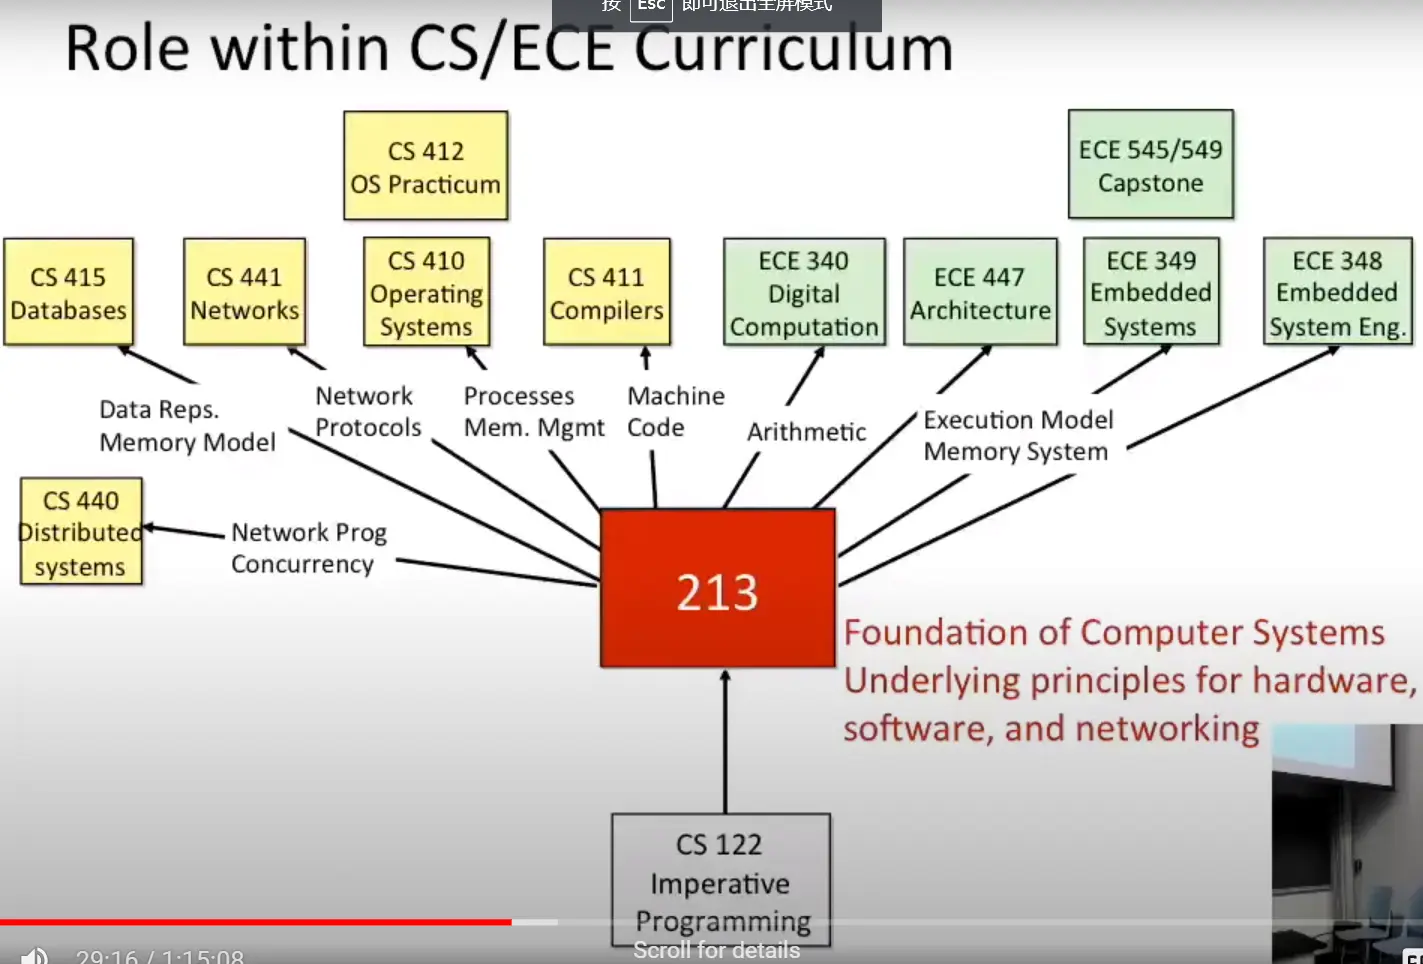 按 Esc 即可退出全屏模式
Role within CS/ECE Curriculum
CS 412
OS Practicum
ECE 545/549
Capstone
CS 415
Databases
CS 441
Networks
CS 410
Operating
Systems
CS 411
Compilers
ECE 340
Digital
Computation
ECE 447
Architecture
ECE 349
Embedded
Systems
ECE 348
Embedded
System Eng.
Data Reps.
Memory Model
Network
Protocols
Processes
Mem. Mgmt
Machine
Code
Arithmetic
Execution Model
Memory System
CS 440
Distributed
systems
Network Prog
Concurrency
213
Foundation of Computer Systems
Underlying principles for hardware,
software, and networking
CS 122
Imperative
Programming
Scroll for details
29:16 / 1:15:08